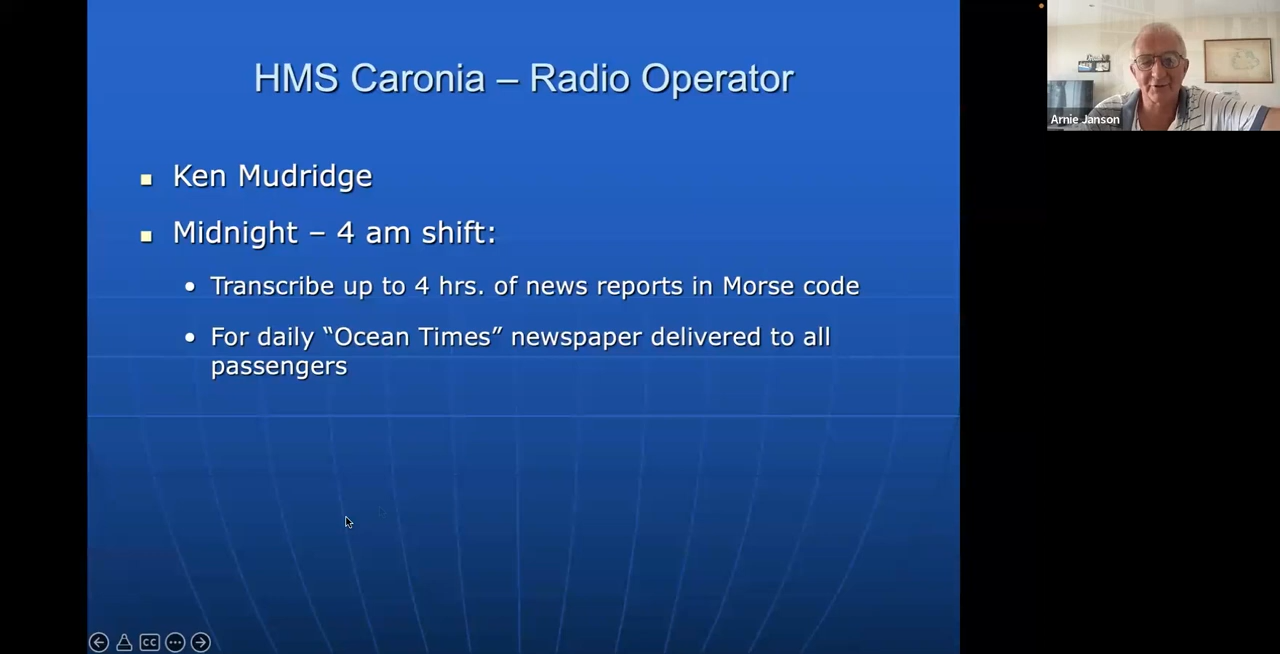 HMS Caronia – Radio Operator
Arnie Janson
Ken Mudridge
Midnight – 4 am shift:
Transcribe up to 4 hrs. of news reports in Morse code
For daily “Ocean Times” newspaper delivered to all
passengers
CC